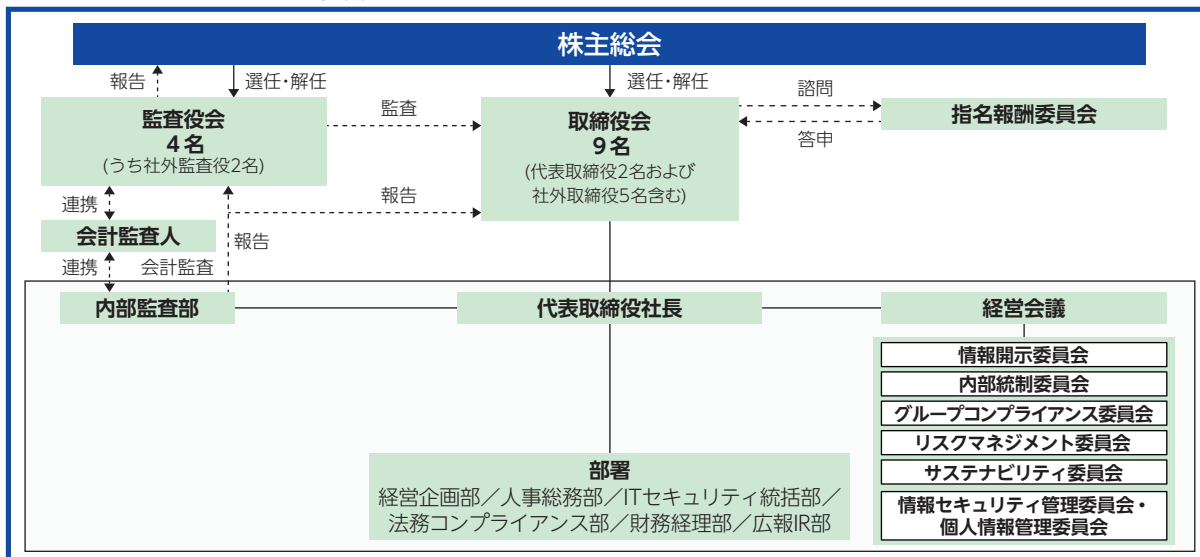 株主総会
報告
選任・解任
選任・解任
監査役会
4名
(うち社外監査役2名)
監査
取締役会
9名
(代表取締役2名および
社外取締役5名含む)
諮問
答申
指名報酬委員会
連携
報告
会計監査人
報告
連携
会計監査
内部監査部
代表取締役社長
経営会議
情報開示委員会
内部統制委員会
グループコンプライアンス委員会
リスクマネジメント委員会
サステナビリティ委員会
情報セキュリティ管理委員会・
個人情報管理委員会
部署
経営企画部／人事総務部／ITセキュリティ統括部／
法務コンプライアンス部／財務経理部／広報IR部